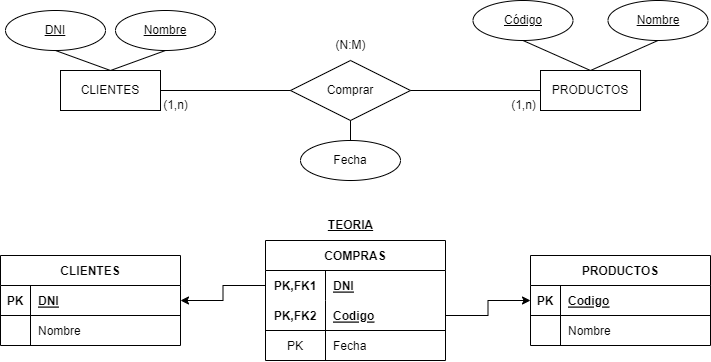 DNI
Nombre
Código
Nombre
(N:M)
CLIENTES
Comprar
PRODUCTOS
(1,n)
(1,n)
Fecha
TEORIA
CLIENTES
PK
DNI
Nombre
COMPRAS
PK,FK1
DNI
PK,FK2
Codigo
PK
Fecha
PRODUCTOS
PK
Codigo
Nombre